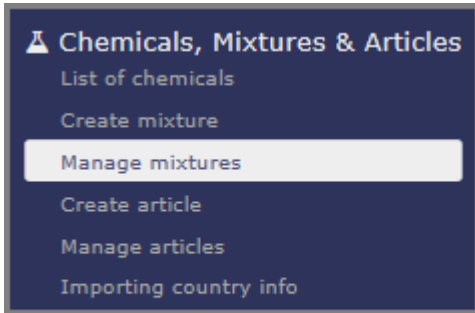 Chemicals, Mixtures & Articles
List of chemicals
Create mixture
Manage mixtures
Create article
Manage articles
Importing country info